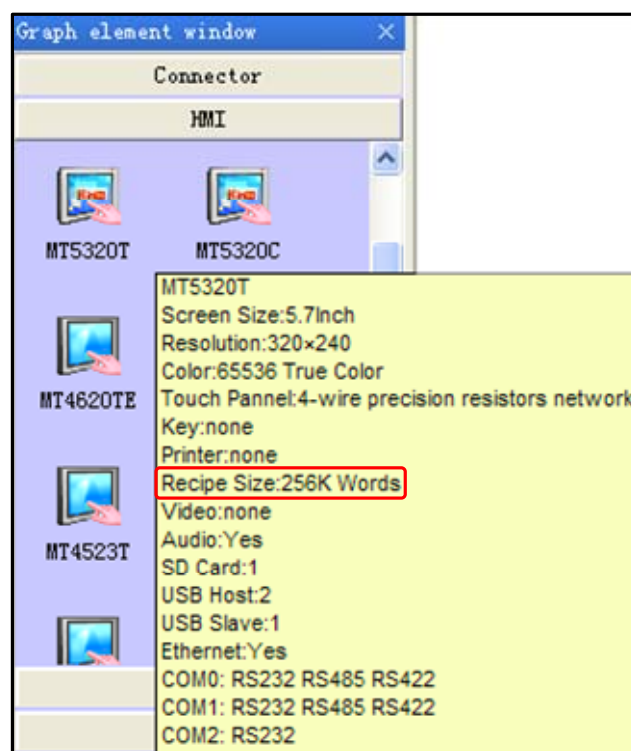 Graph element window
Connector
HMI
MT5320T MT5320C
MT4620TE
MT4523T
MT5320T
Screen Size:5.7Inch
Resolution:320×240
Color:65536 True Color
Touch Pannel:4-wire precision resistors network
Key:none
Printer:none
Recipe Size:256K Words
Video:none
Audio:Yes
SD Card:1
USB Host:2
USB Slave:1
Ethernet:Yes
COM0: RS232 RS485 RS422
COM1: RS232 RS485 RS422
COM2: RS232